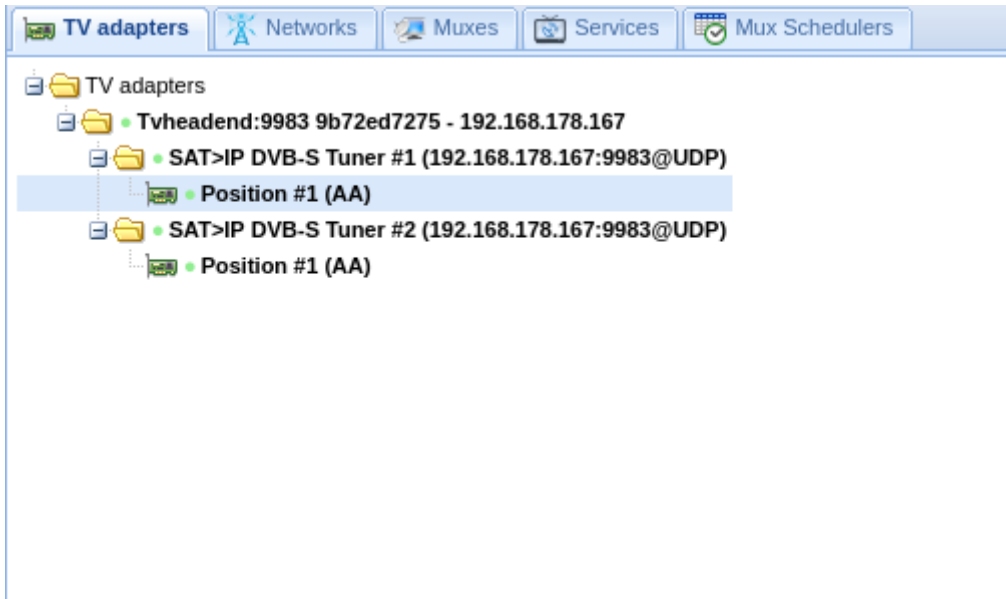 TV adapters Networks Muxes Services Mux Schedulers
TV adapters
Tvheadend:9983 9b72ed7275 - 192.168.178.167
SAT>IP DVB-S Tuner #1 (192.168.178.167:9983@UDP)
Position #1 (AA)
SAT>IP DVB-S Tuner #2 (192.168.178.167:9983@UDP)
Position #1 (AA)